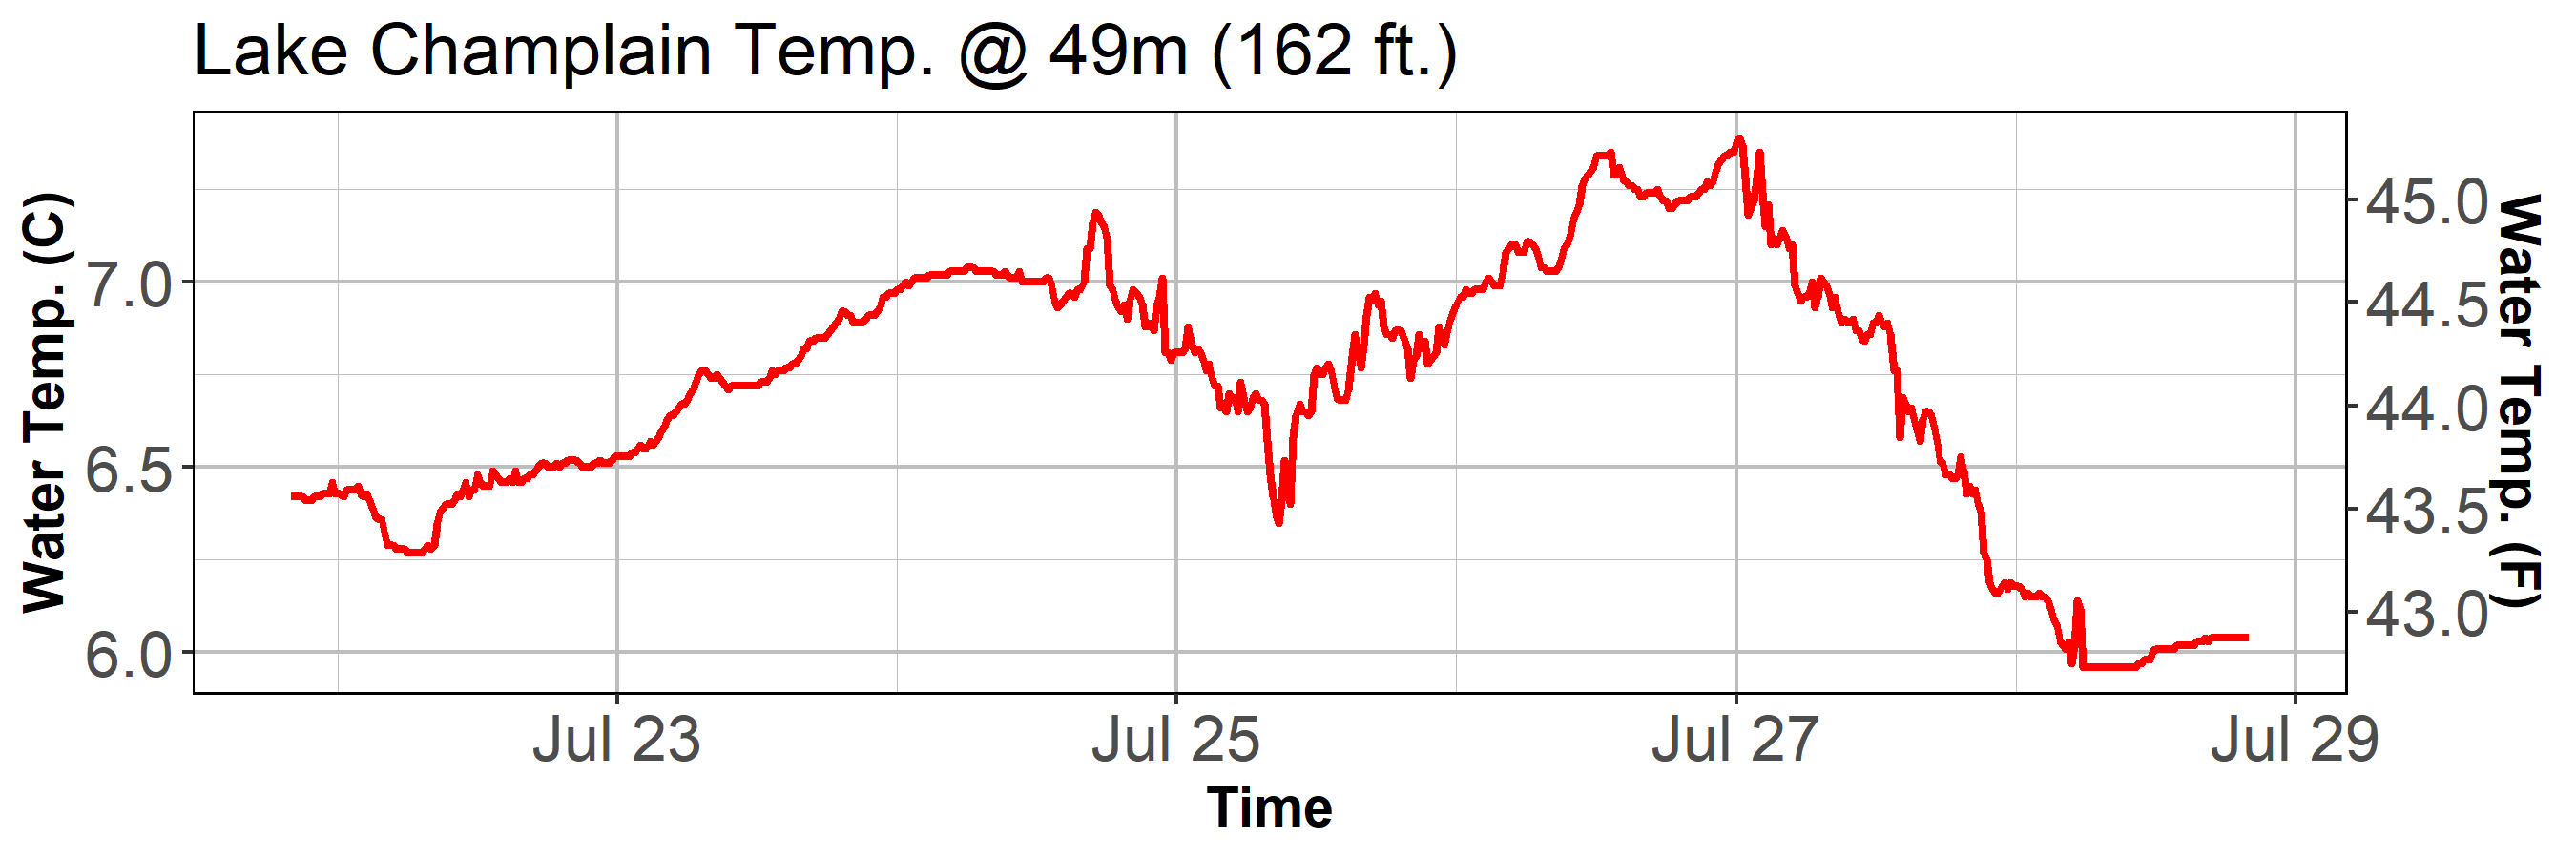 Lake Champlain Temp. @ 49m (162 ft.)
Water Temp. (C)
7.0
6.5
6.0
45.0
44.5
44.0
43.5
43.0
Water Temp. (F)
Jul 23 Jul 25 Jul 27 Jul 29
Time